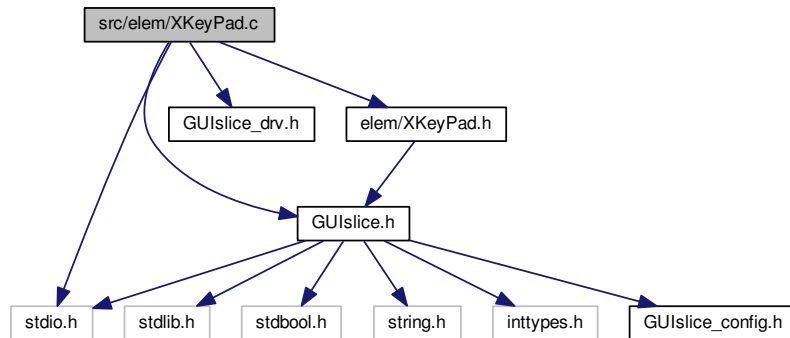 src/elem/XKeyPad.c
GUIslice_drv.h
elem/XKeyPad.h
GUIslice.h
stdio.h
stdlib.h
stdbool.h
string.h
inttypes.h
GUIslice_config.h